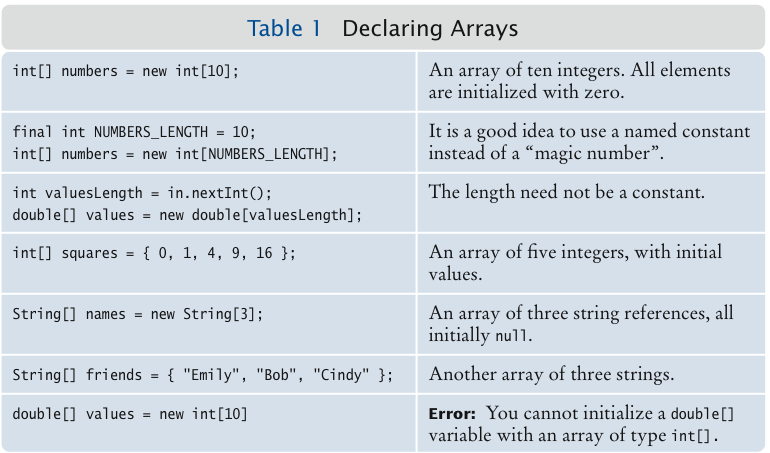 Table 1 Declaring Arrays
int[] numbers = new int[10];
An array of ten integers. All elements
are initialized with zero.
final int NUMBERS_LENGTH = 10;
int[] numbers = new int[NUMBERS_LENGTH];
It is a good idea to use a named constant
instead of a “magic number”.
int valuesLength = in.nextInt();
double[] values = new double[valuesLength];
The length need not be a constant.
int[] squares = { 0, 1, 4, 9, 16 };
An array of five integers, with initial
values.
String[] names = new String[3];
An array of three string references, all
initially null.
String[] friends = { "Emily", "Bob", "Cindy" };
Another array of three strings.
double[] values = new int[10]
Error: You cannot initialize a double[]
variable with an array of type int[].